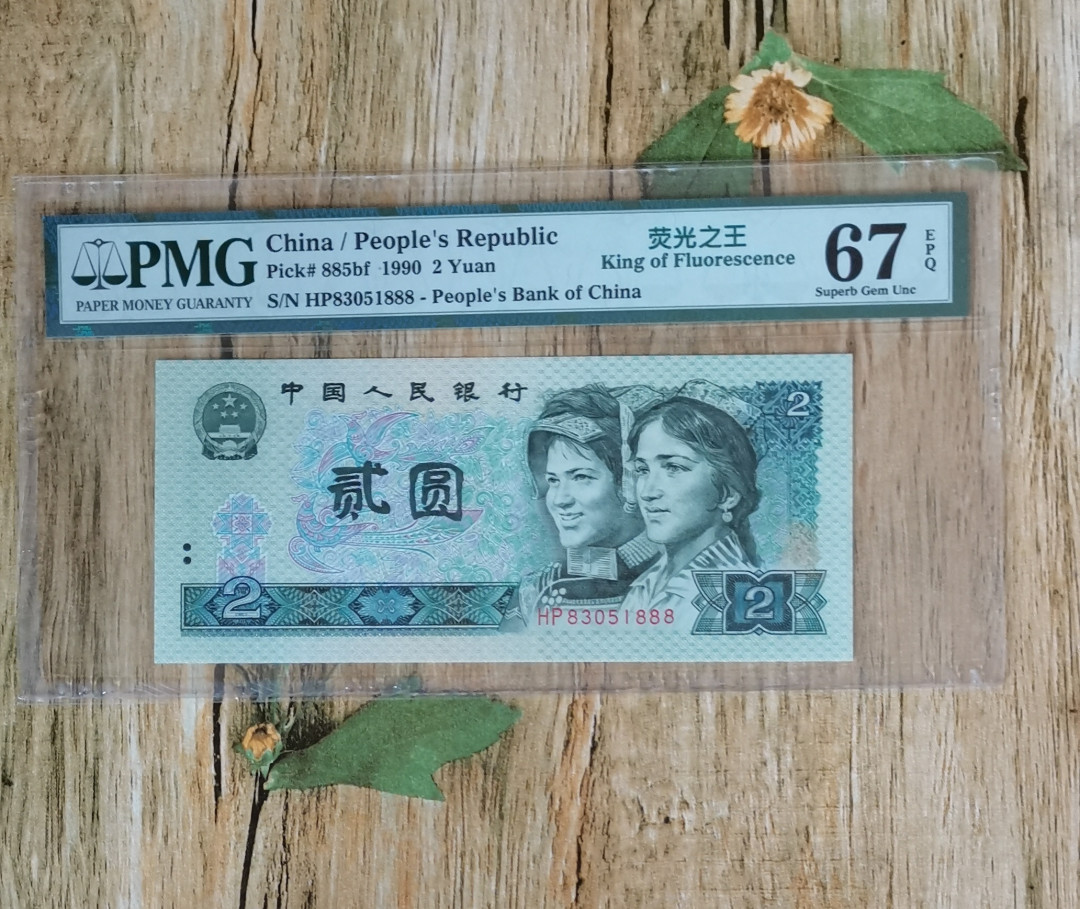 PMG
PAPER MONEY GUARANTY
China / People's Republic
Pick# 885bf 1990 2 Yuan
S/N HP83051888 - People's Bank of China
荧光之王
King of Fluorescence
67
EPQ
Superb Gem Unc
中国人民银行
2
贰圆
2
HP83051888
2